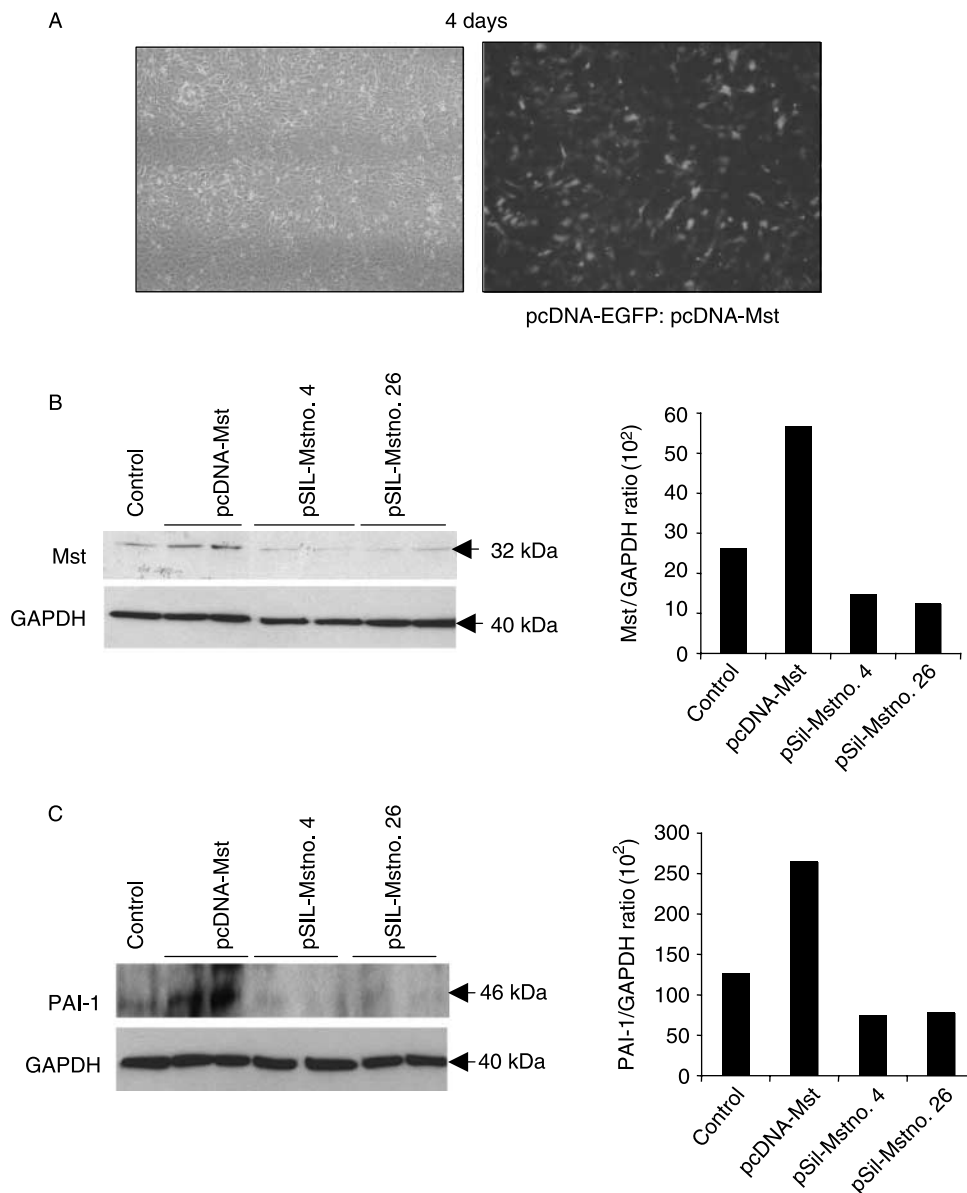 A
4 days
pcDNA-EGFP: pcDNA-Mst
B
Control
pcDNA-Mst
pSIL-Mstno. 4
pSIL-Mstno. 26
Mst
32 kDa
GAPDH
40 kDa
Mst/GAPDH ratio (10²)
60
50
40
30
20
10
0
Control
pcDNA-Mst
pSil-Mstno. 4
pSil-Mstno. 26
C
Control
pcDNA-Mst
pSIL-Mstno. 4
pSIL-Mstno. 26
PAI-1
46 kDa
GAPDH
40 kDa
PAI-1/GAPDH ratio (10²)
300
250
200
150
100
50
0
Control
pcDNA-Mst
pSil-Mstno. 4
pSil-Mstno. 26